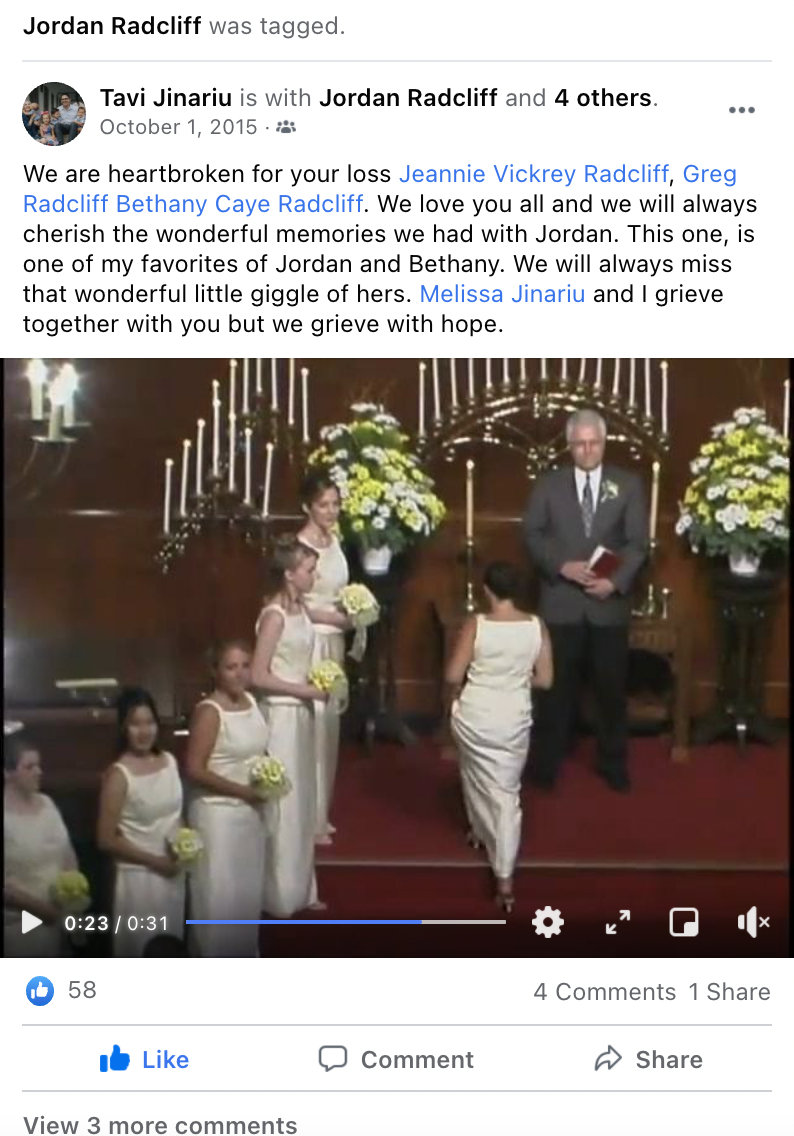 Jordan Radcliff was tagged.
Tavi Jinariu is with Jordan Radcliff and 4 others.
October 1, 2015 ·
We are heartbroken for your loss Jeannie Vickrey Radcliff, Greg
Radcliff Bethany Caye Radcliff. We love you all and we will always
cherish the wonderful memories we had with Jordan. This one, is
one of my favorites of Jordan and Bethany. We will always miss
that wonderful little giggle of hers. Melissa Jinariu and I grieve
together with you but we grieve with hope.
0:23 / 0:31
58 4 Comments 1 Share
Like Comment Share
View 3 more comments